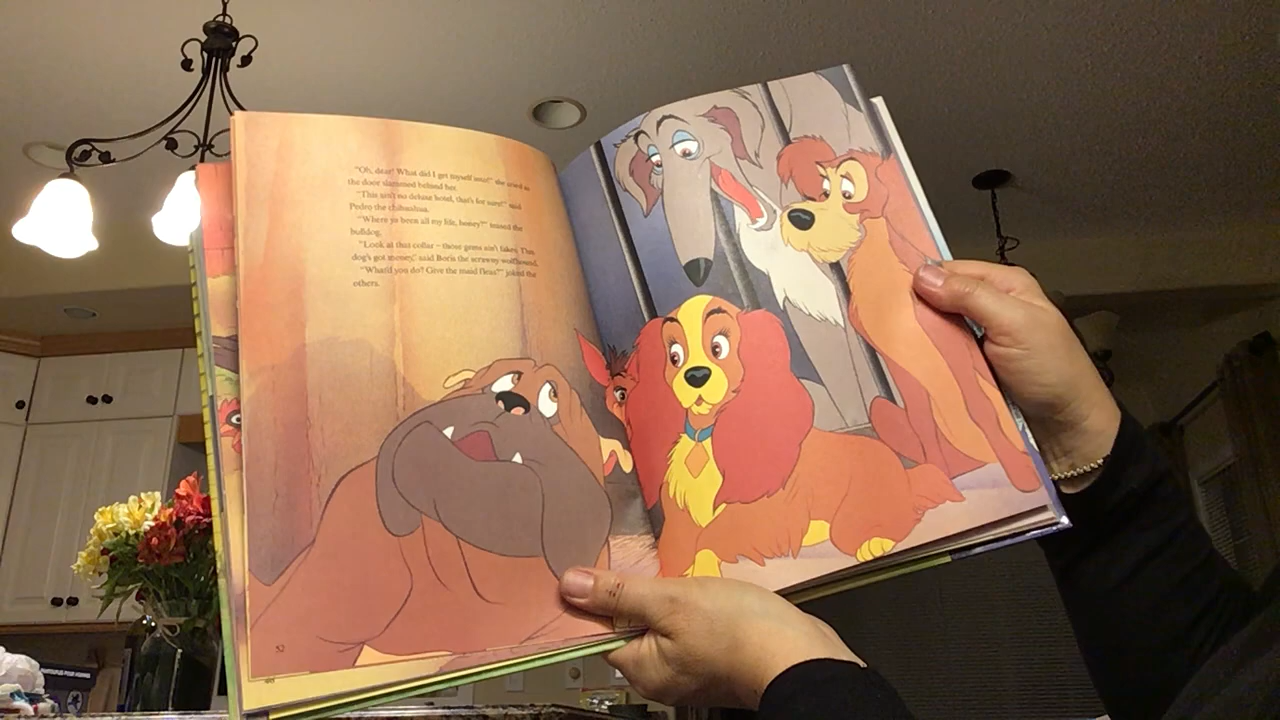 "Oh, dear! What did I get myself into?" she cried as
the door slammed behind her.
"This ain't no deluxe hotel, that's for sure!" said
Pedro the chihuahua.
"Where ya been all my life, honey?" teased the
bulldog.
"Look at that collar – those gems ain't fakes. This
dog's got money," said Boris the scrawny wolfhound.
"What'd you do? Give the maid fleas?" joked the
others.
52